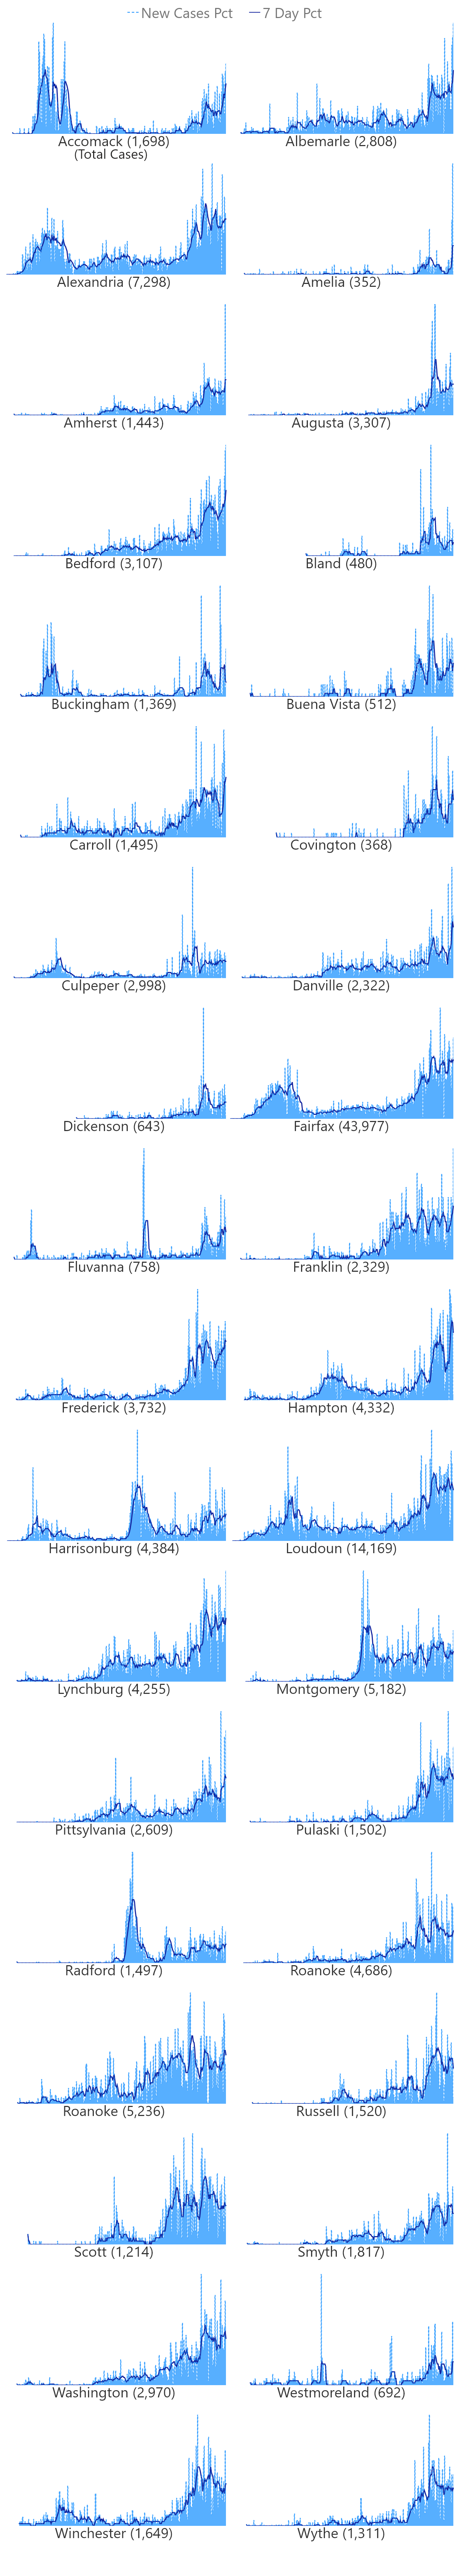 New Cases Pct 7 Day Pct
Accomack (1,698) Albemarle (2,808)
(Total Cases)
Alexandria (7,298) Amelia (352)
Amherst (1,443) Augusta (3,307)
Bedford (3,107) Bland (480)
Buckingham (1,369) Buena Vista (512)
Carroll (1,495) Covington (368)
Culpeper (2,998) Danville (2,322)
Dickenson (643) Fairfax (43,977)
Fluvanna (758) Franklin (2,329)
Frederick (3,732) Hampton (4,332)
Harrisonburg (4,384) Loudoun (14,169)
Lynchburg (4,255) Montgomery (5,182)
Pittsylvania (2,609) Pulaski (1,502)
Radford (1,497) Roanoke (4,686)
Roanoke (5,236) Russell (1,520)
Scott (1,214) Smyth (1,817)
Washington (2,970) Westmoreland (692)
Winchester (1,649) Wythe (1,311)